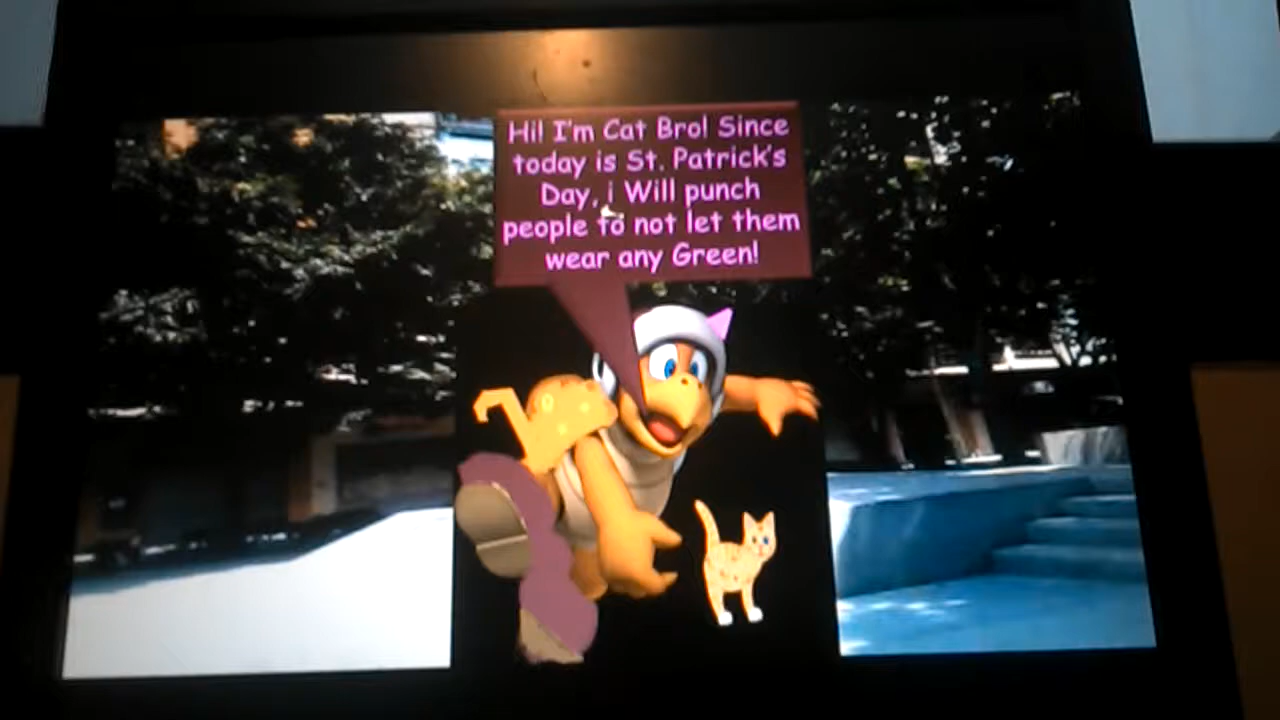 Hi! I'm Cat Bro! Since
today is St. Patrick's
Day, i Will punch
people to not let them
wear any Green!